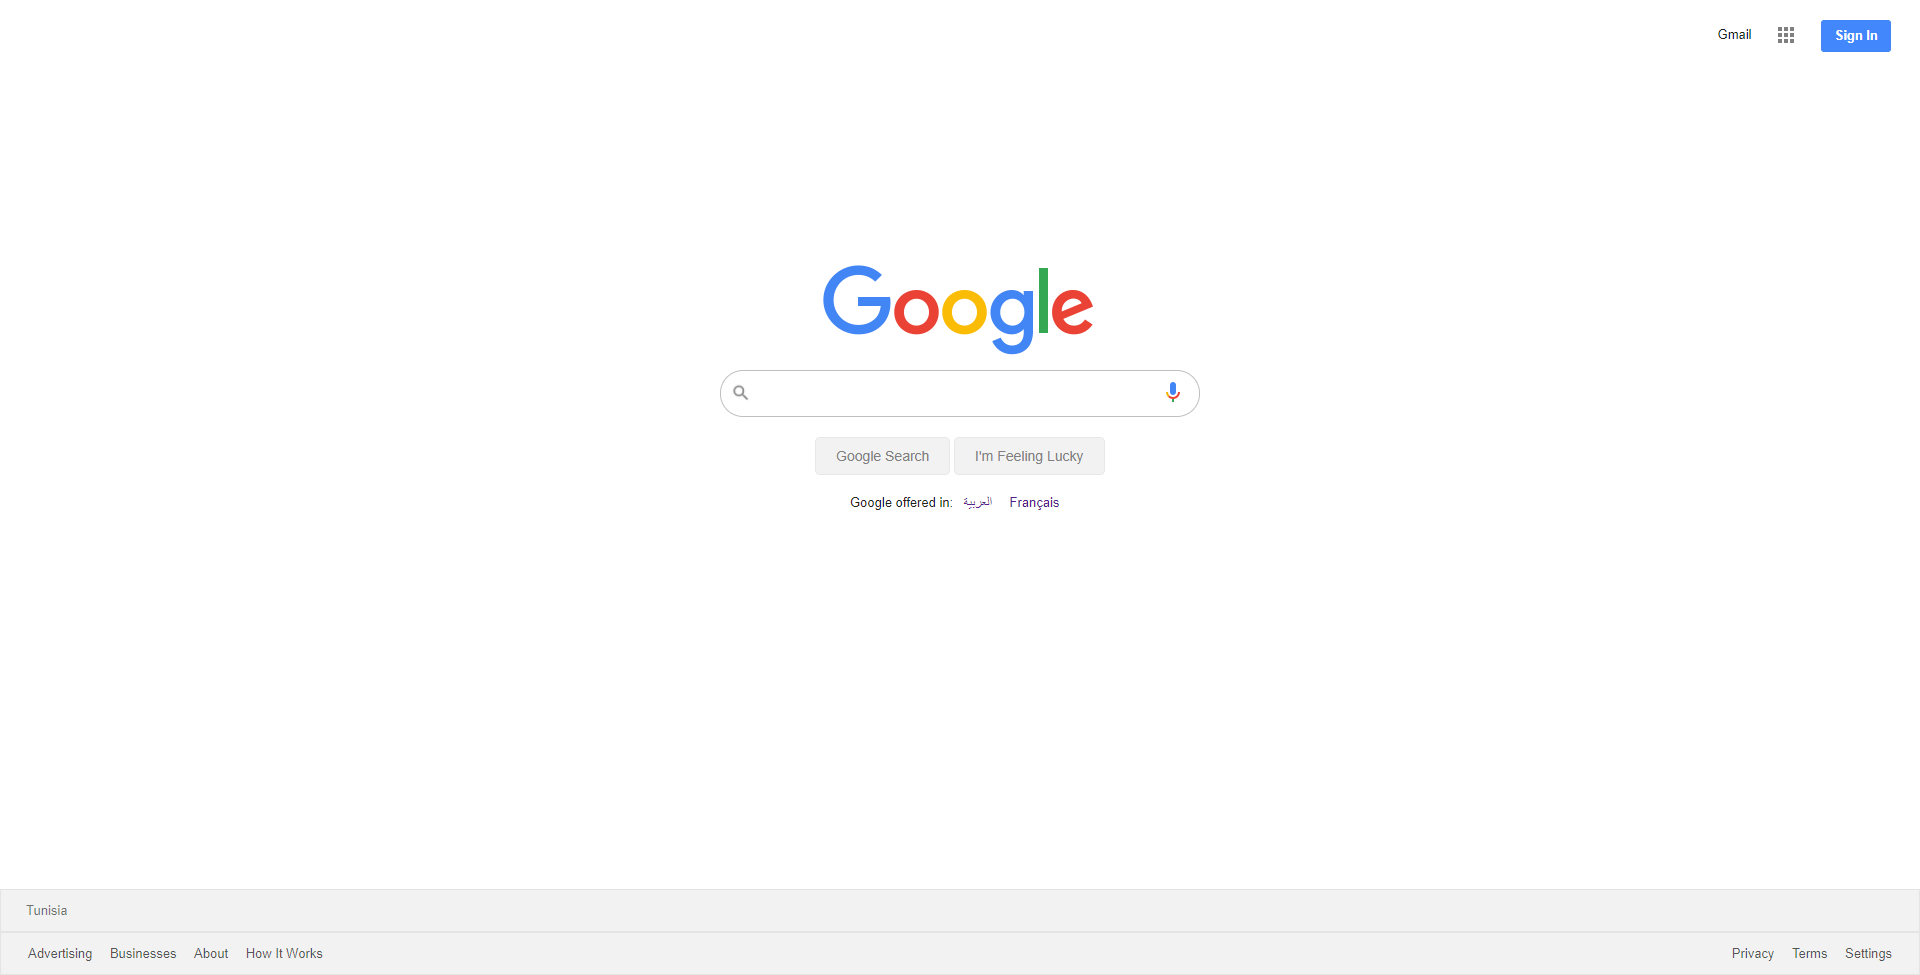 Gmail Sign In
Google
Google Search I'm Feeling Lucky
Google offered in: العربية Français
Tunisia
Advertising Businesses About How It Works Privacy Terms Settings